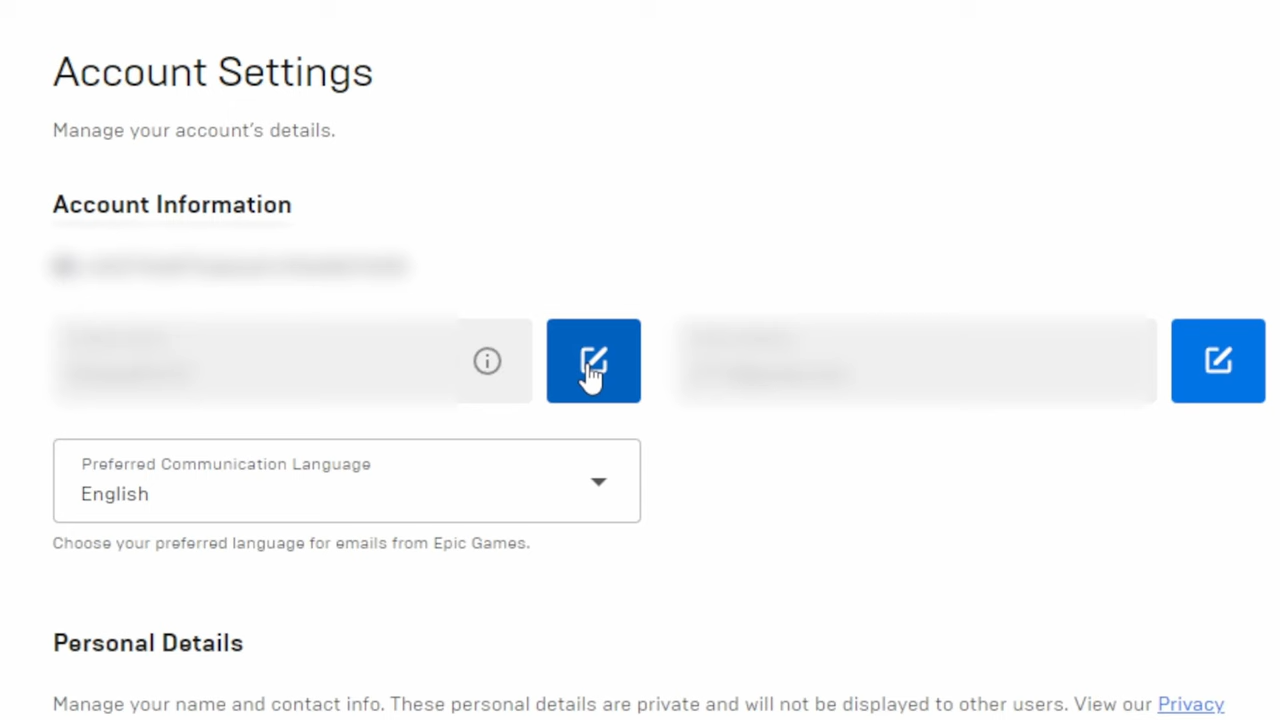 Account Settings
Manage your account's details.
Account Information
Preferred Communication Language
English
Choose your preferred language for emails from Epic Games.
Personal Details
Manage your name and contact info. These personal details are private and will not be displayed to other users. View our Privacy